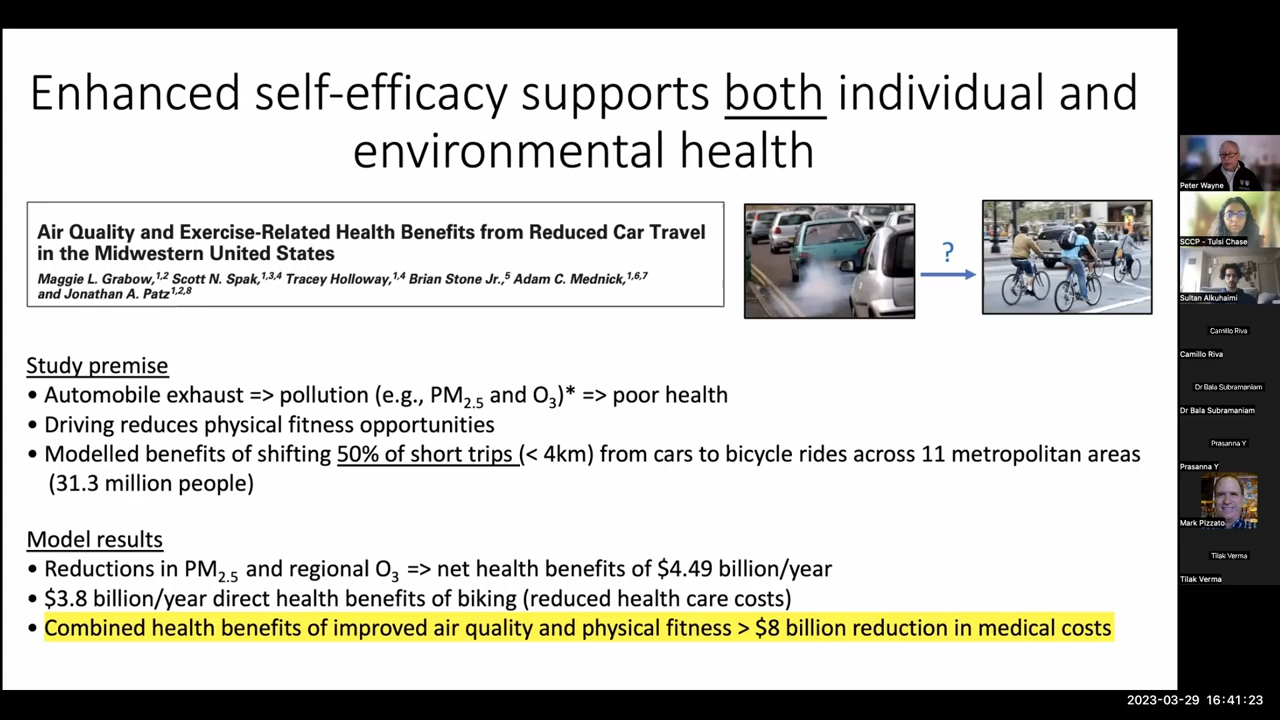 Enhanced self-efficacy supports both individual and
environmental health
Air Quality and Exercise-Related Health Benefits from Reduced Car Travel
in the Midwestern United States
Maggie L. Grabow,1,2 Scott N. Spak,1,3,4 Tracey Holloway,1,4 Brian Stone Jr.,5 Adam C. Mednick,1,6,7
and Jonathan A. Patz1,2,8
?
Study premise
• Automobile exhaust => pollution (e.g., PM2.5 and O3)* => poor health
• Driving reduces physical fitness opportunities
• Modelled benefits of shifting 50% of short trips (< 4km) from cars to bicycle rides across 11 metropolitan areas
(31.3 million people)
Model results
• Reductions in PM2.5 and regional O3 => net health benefits of $4.49 billion/year
• $3.8 billion/year direct health benefits of biking (reduced health care costs)
• Combined health benefits of improved air quality and physical fitness > $8 billion reduction in medical costs
Peter Wayne
SCCP - Tulsi Chase
Sultan Alkuhaimi
Camillo Riva
Camillo Riva
Dr Bala Subramaniam
Dr Bala Subramaniam
Prasanna Y
Prasanna Y
Mark Pizzato
Tilak Verma
Tilak Verma
2023-03-29 16:41:23